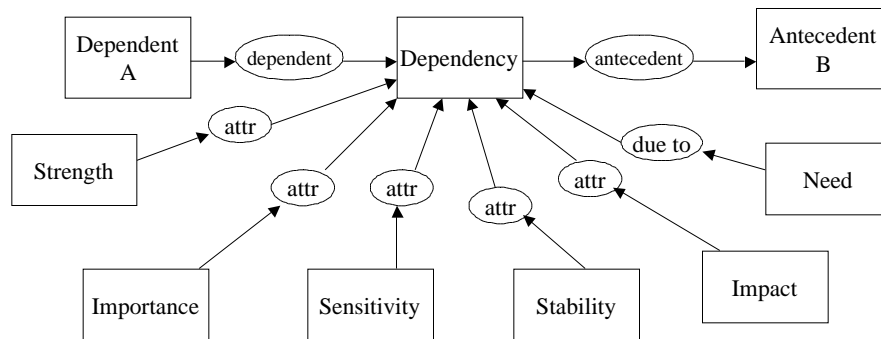 Dependent
A
dependent
Dependency
antecedent
Antecedent
B
attr
due to
Strength
attr
attr
attr
attr
Need
Importance
Sensitivity
Stability
Impact